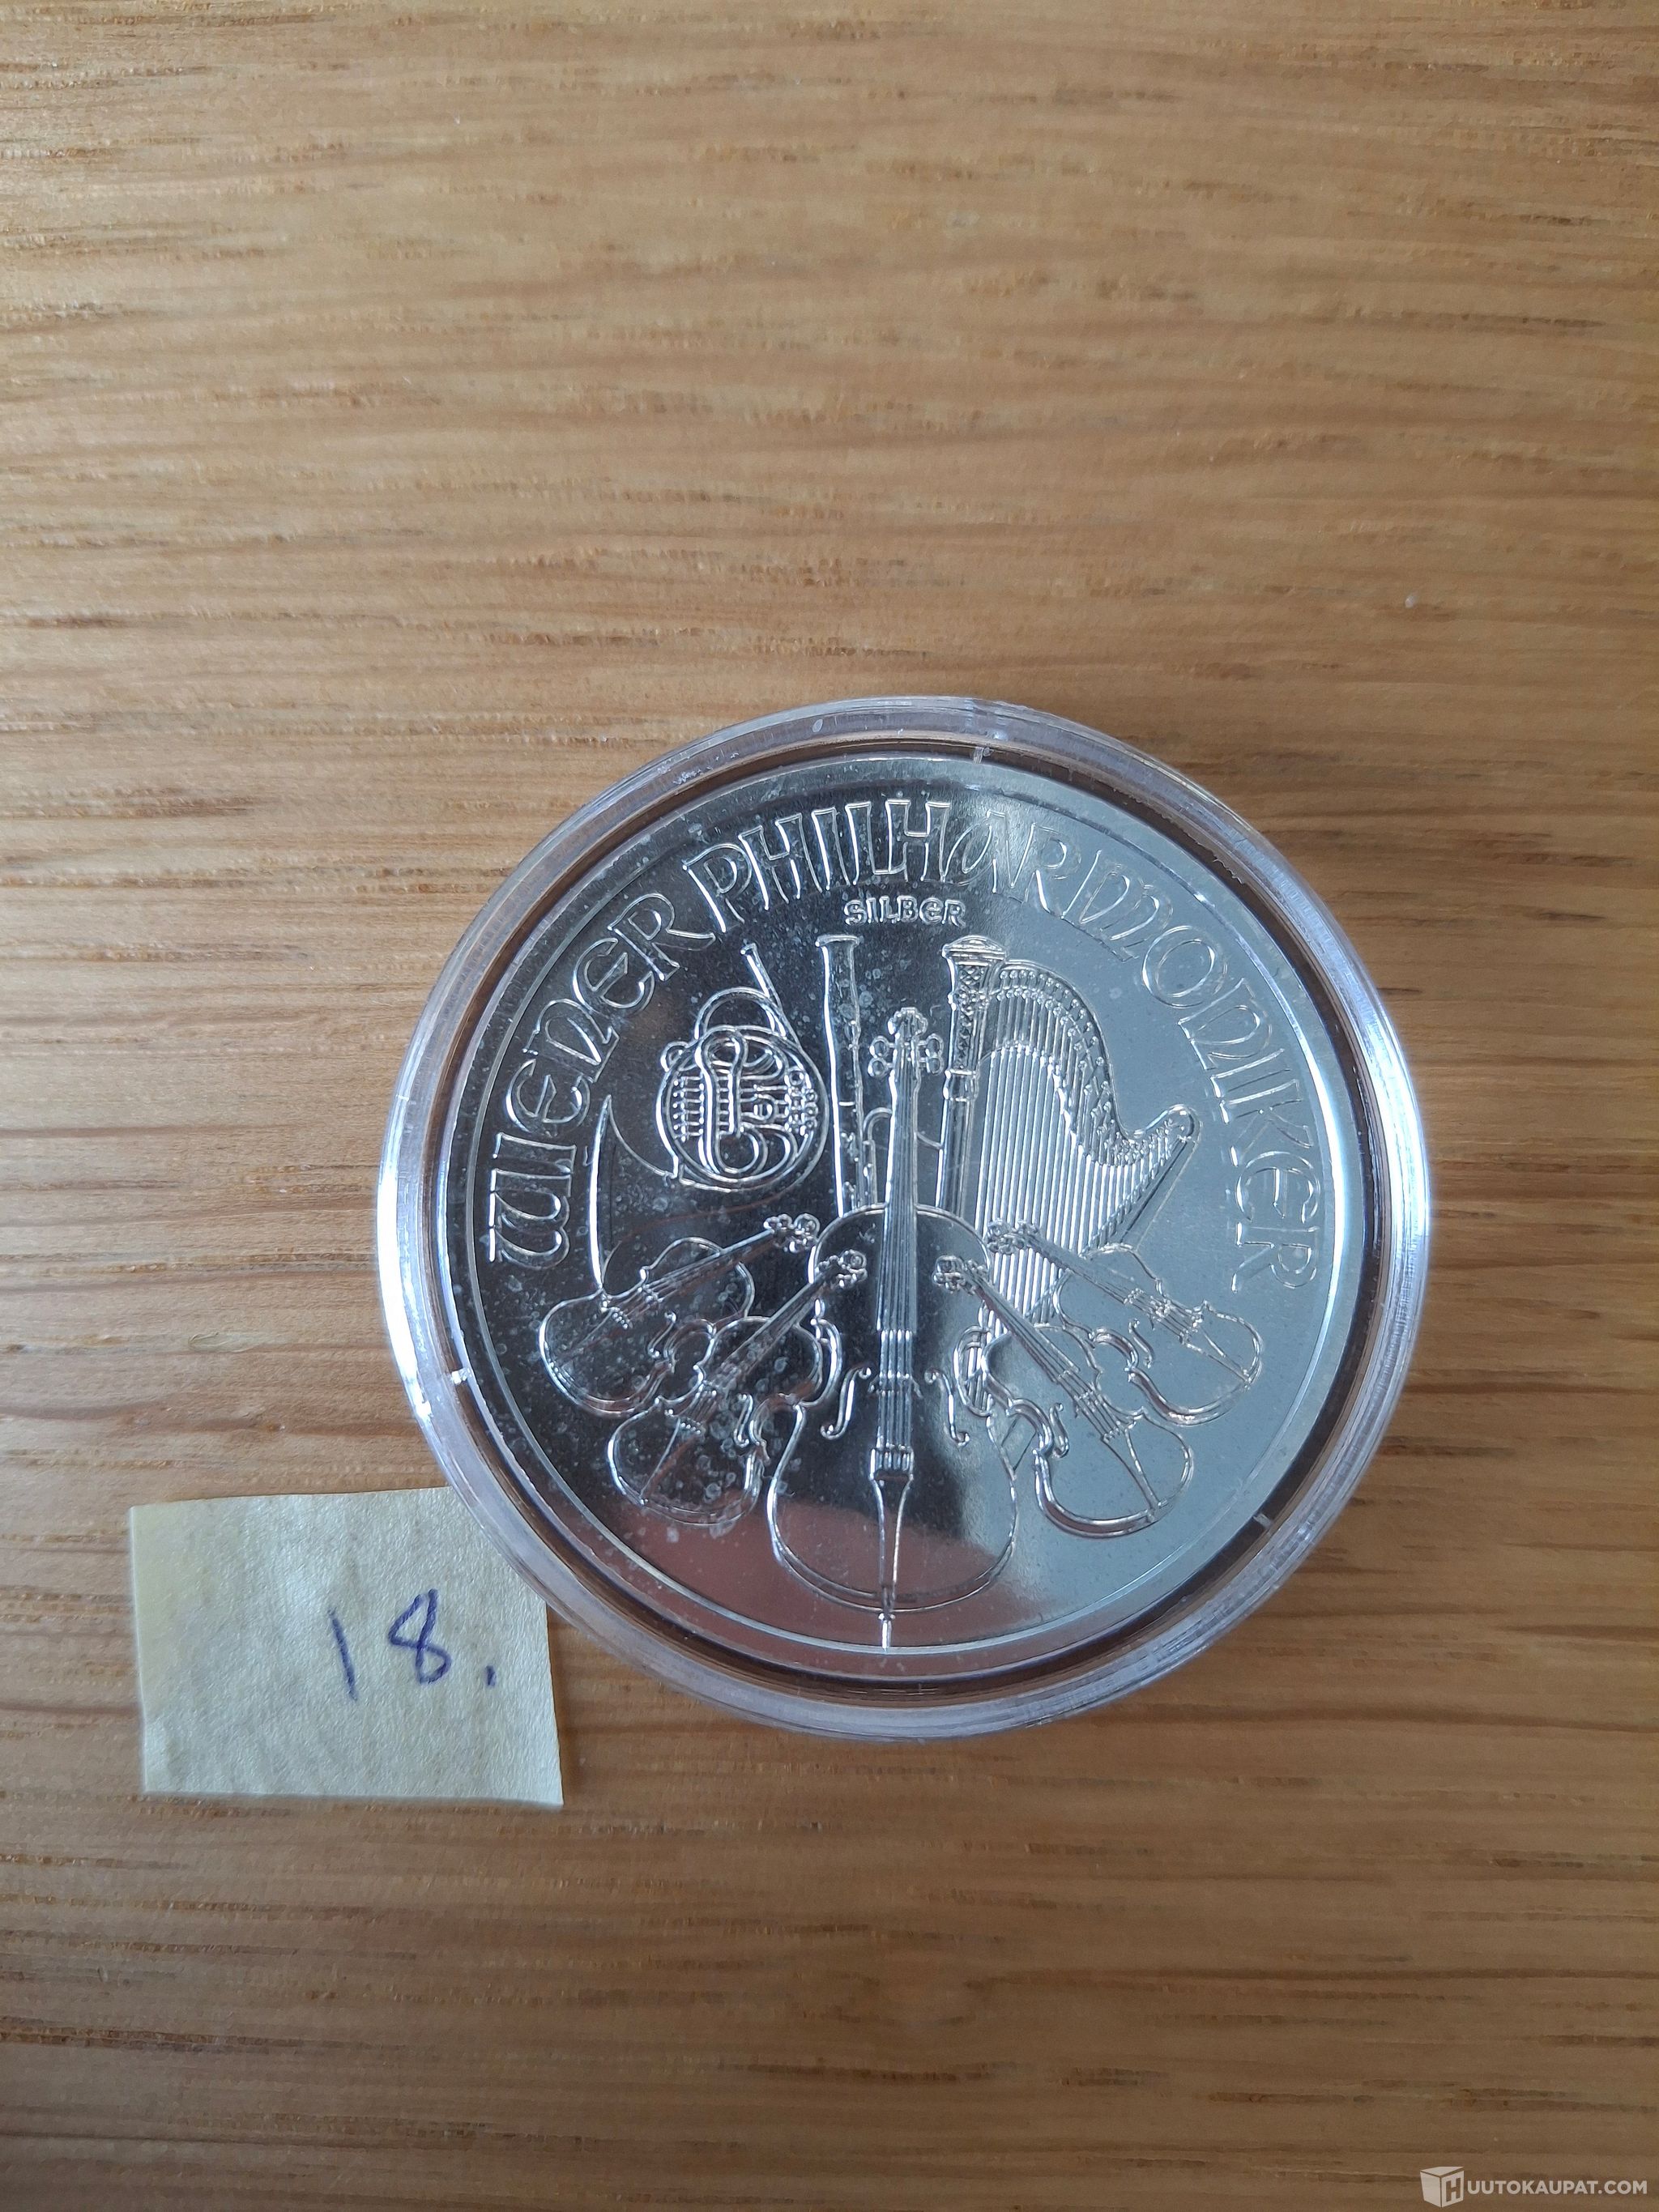 WIENER PHILHARMONIKER
SILBER
18.
HUUTOKAUPAT.COM